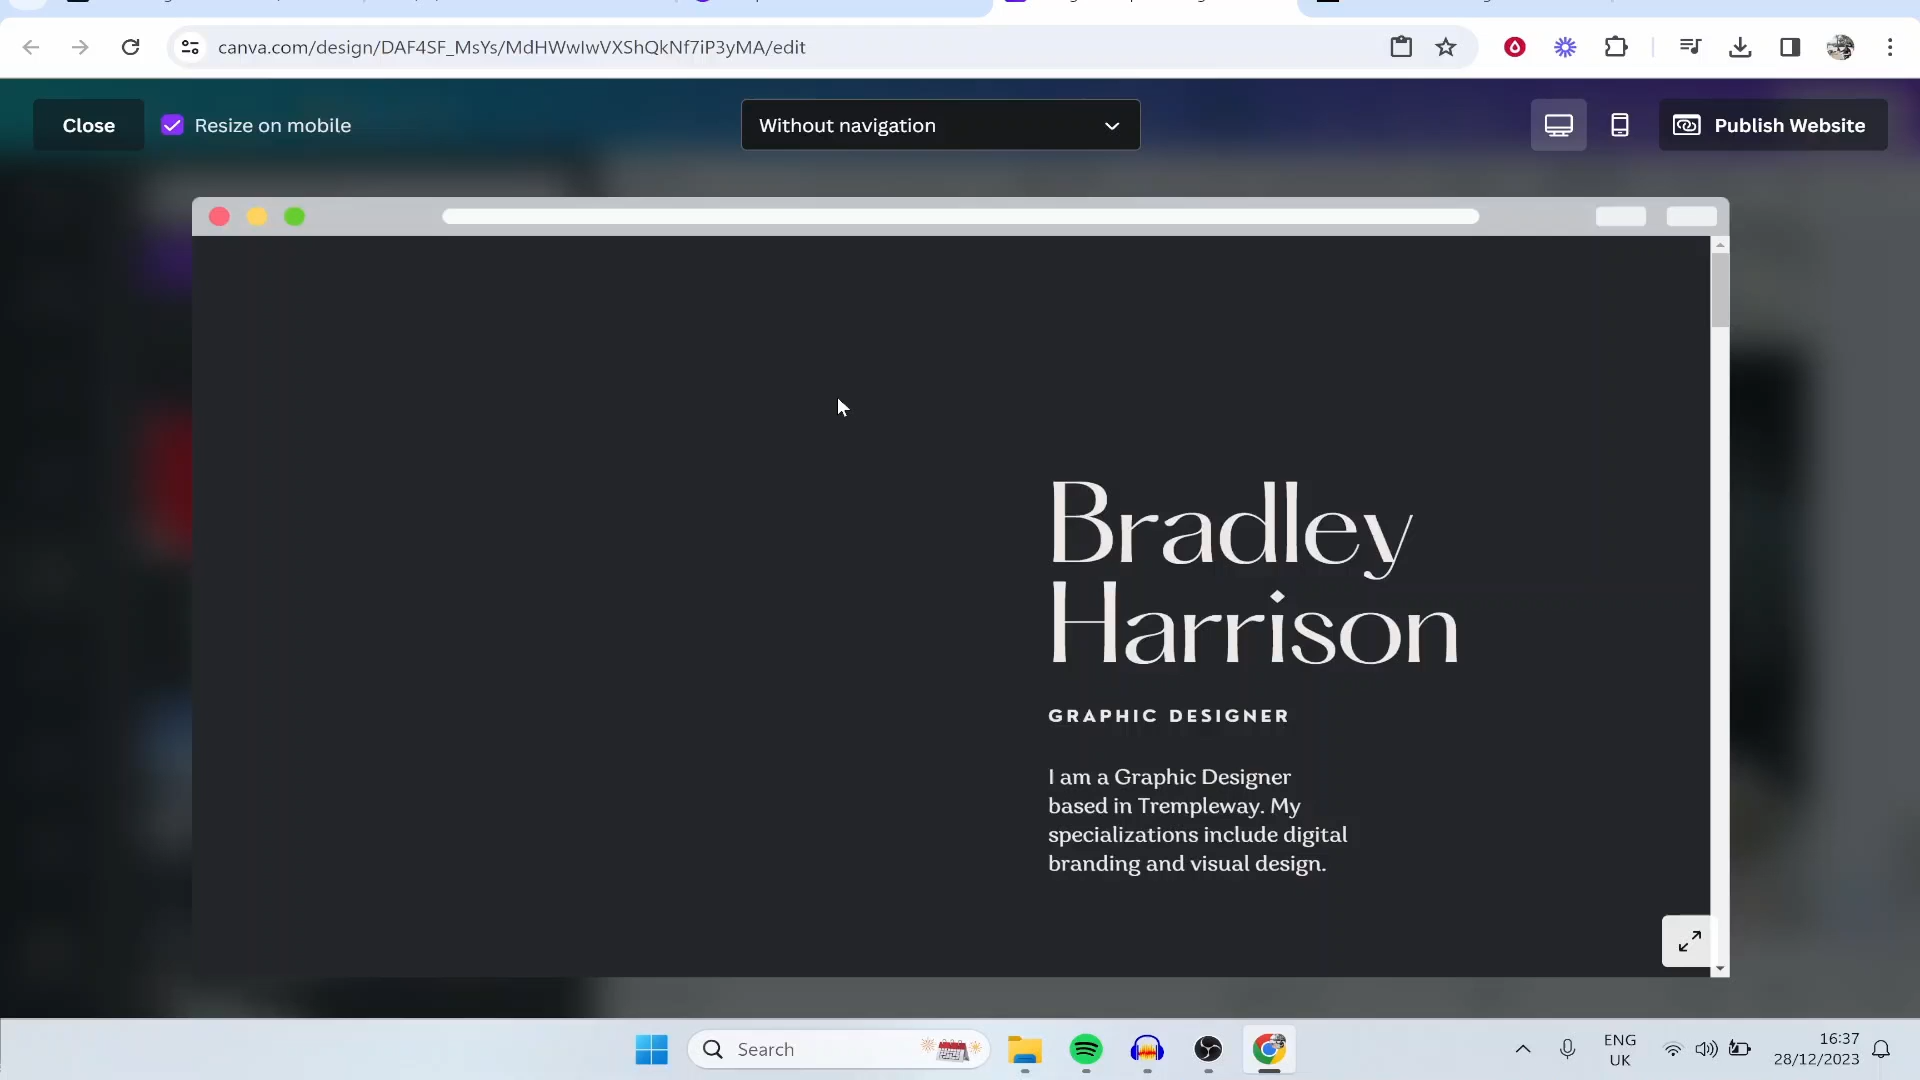 canva.com/design/DAF4SF_MsYs/MdHWwIwVXShQkNf7iP3yMA/edit
Close
Resize on mobile
Without navigation
Publish Website
Bradley
Harrison
GRAPHIC DESIGNER
I am a Graphic Designer
based in Trempleway. My
specializations include digital
branding and visual design.
Search
ENG
UK
16:37
28/12/2023